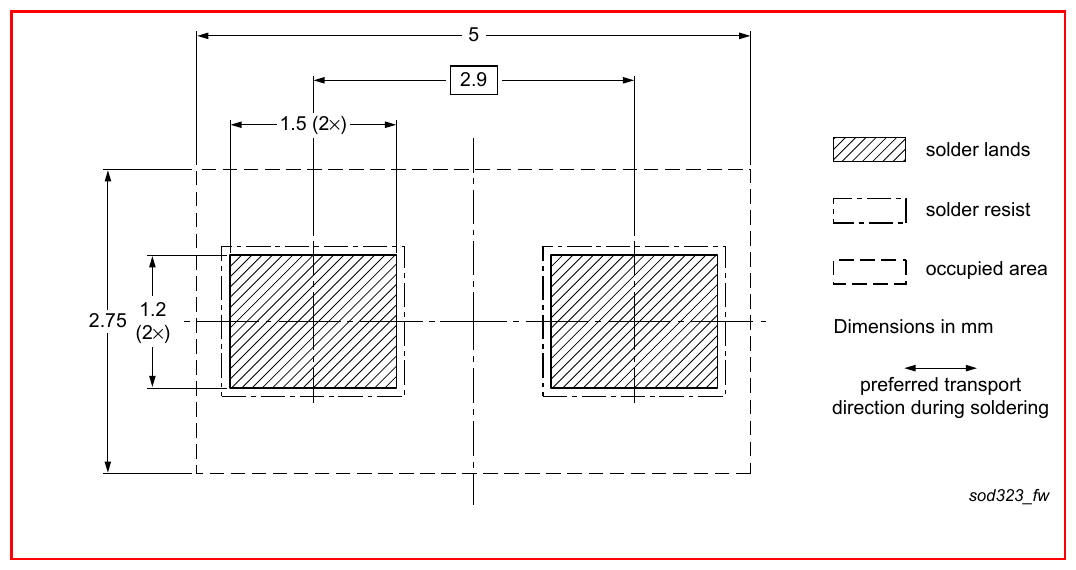 5
2.9
1.5 (2×)
solder lands
solder resist
occupied area
2.75
1.2
(2×)
Dimensions in mm
preferred transport
direction during soldering
sod323_fw